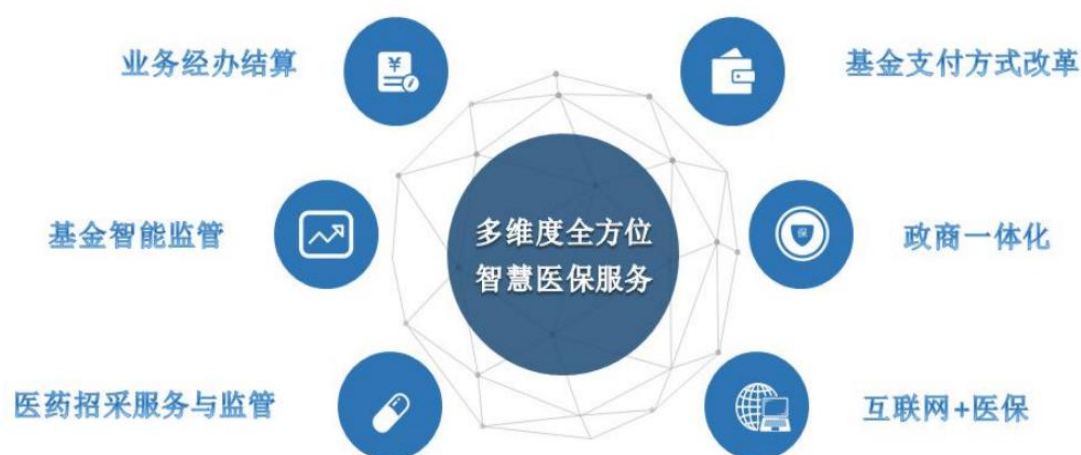 业务经办结算
基金支付方式改革
基金智能监管
多维度全方位
智慧医保服务
政商一体化
医药招采服务与监管
互联网+医保
¥
保